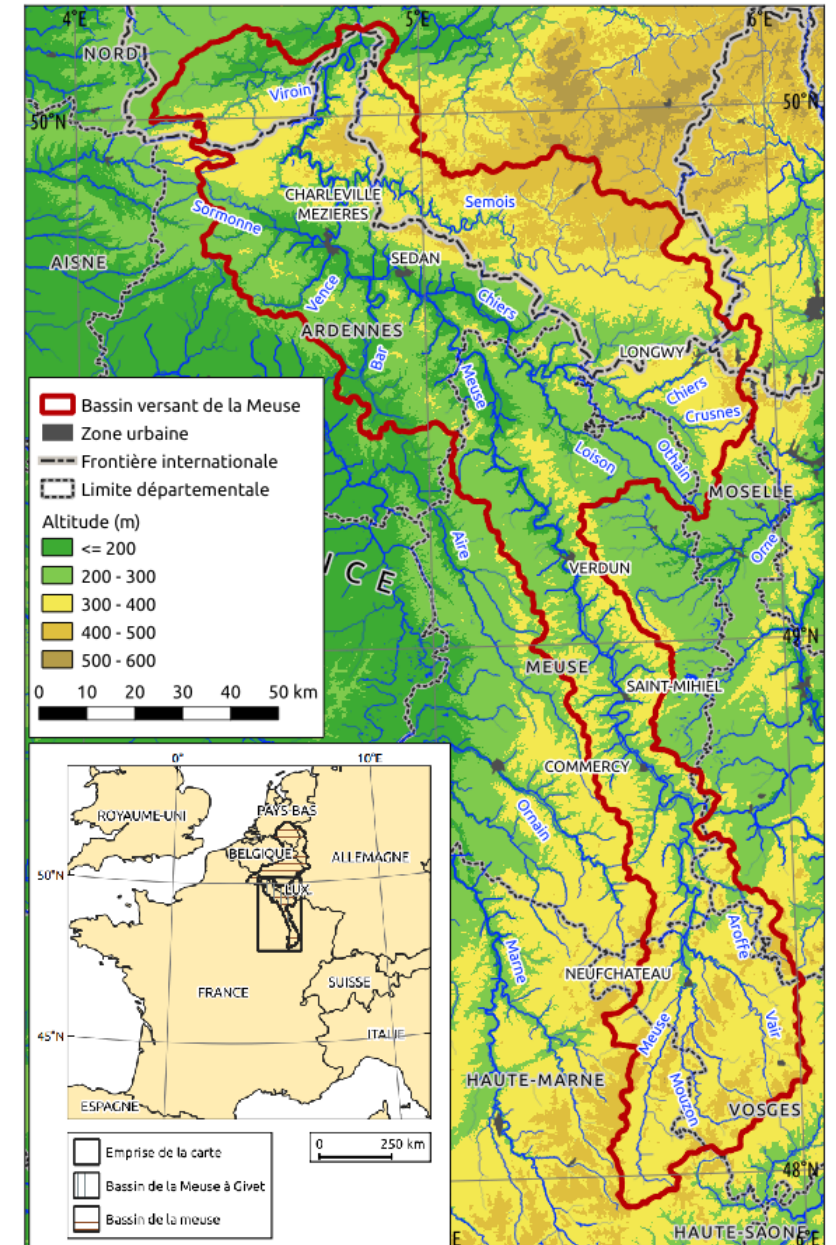 4°E
5°E
6°E
NORD
50°N
50°N
Viroin
CHARLEVILLE
MEZIERES
Semois
Sormonne
AISNE
SEDAN
Vence
Chiers
ARDENNES
LONGWY
Bar
Meuse
Chiers
Crusnes
Bassin versant de la Meuse
Zone urbaine
Frontière internationale
Limite départementale
Altitude (m)
<= 200
200 - 300
300 - 400
400 - 500
500 - 600
0 10 20 30 40 50 km
Loison
Othain
MOSELLE
Aire
Orne
I C E
VERDUN
49°N
MEUSE
SAINT-MIHIEL
COMMERCY
Ornain
0°
10°E
ROYAUME-UNI
PAYS-BAS
BELGIQUE
ALLEMAGNE
50°N
LUX.
FRANCE
SUISSE
45°N
ITALIE
ESPAGNE
Emprise de la carte
Bassin de la Meuse à Givet
Bassin de la meuse
0 250 km
Marne
Aroffe
NEUFCHATEAU
Meuse
Vair
HAUTE-MARNE
Mouzon
VOSGES
48°N
HAUTE-SAONE
E
6°E